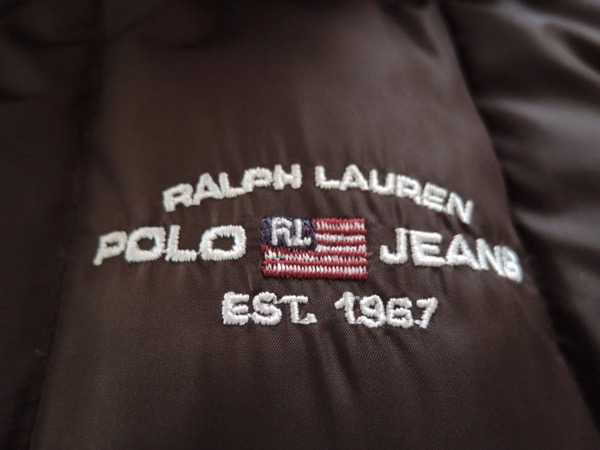 RALPH LAUREN
POLO RL JEANS
EST. 1967